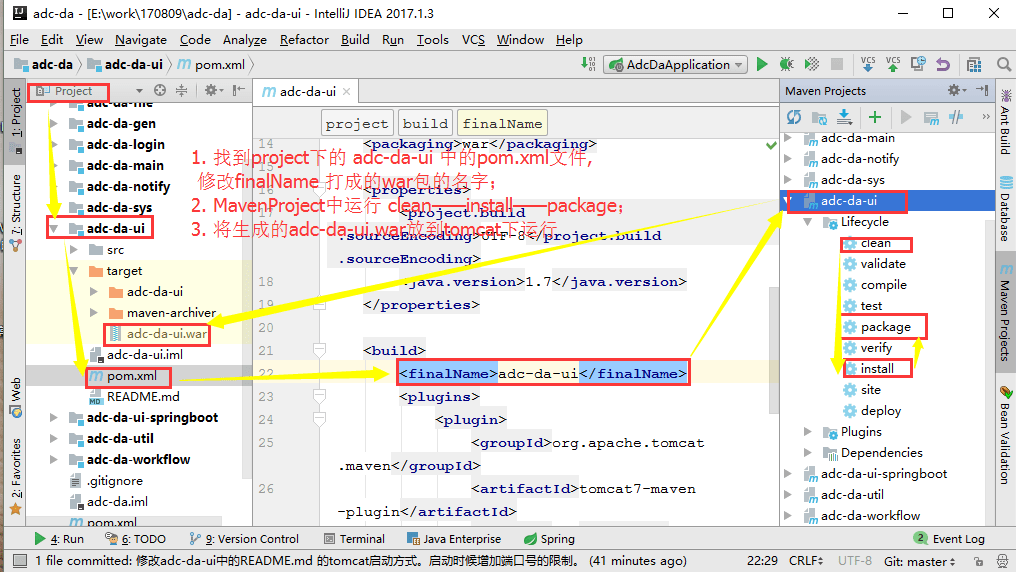 adc-da - [E:\work\170809\adc-da] - adc-da-ui - IntelliJ IDEA 2017.1.3
File Edit View Navigate Code Analyze Refactor Build Run Tools VCS Window Help
adc-da adc-da-ui pom.xml AdcDaApplication VCS VCS
1: Project
7: Structure
Web
2: Favorites
Project
adc-da-file
adc-da-gen
adc-da-login
adc-da-main
adc-da-notify
adc-da-sys
adc-da-ui
src
target
adc-da-ui
maven-archiver
adc-da-ui.war
adc-da-ui.iml
pom.xml
README.md
adc-da-ui-springboot
adc-da-util
adc-da-workflow
.gitignore
adc-da.iml
pom.xml
adc-da-ui
project build finalName
14 <packaging>war</packaging>
1. 找到project下的 adc-da-ui 中的pom.xml文件,
修改finalName 打成的war包的名字；
2. MavenProject中运行 clean——install——package；
3. 将生成的adc-da-ui.war放到tomcat下运行
<properties>
<project.build
.sourceEncoding>UTF-8</project.build
.sourceEncoding>
18 <java.version>1.7</java.version>
19 </properties>
20
21 <build>
22 <finalName>adc-da-ui</finalName>
23 <plugins>
24 <plugin>
25 <groupId>org.apache.tomcat
.maven</groupId>
26 <artifactId>tomcat7-maven
-plugin</artifactId>
Maven Projects
adc-da-main
adc-da-notify
adc-da-sys
adc-da-ui
Lifecycle
clean
validate
compile
test
package
verify
install
site
deploy
Plugins
Dependencies
adc-da-ui-springboot
adc-da-util
adc-da-workflow
Ant Build
Database
Maven Projects
Bean Validation
4: Run 6: TODO 9: Version Control Terminal Java Enterprise Spring 2 Event Log
1 file committed: 修改adc-da-ui中的README.md 的tomcat启动方式。启动时候增加端口号的限制。 (41 minutes ago) 22:29 CRLF UTF-8 Git: master